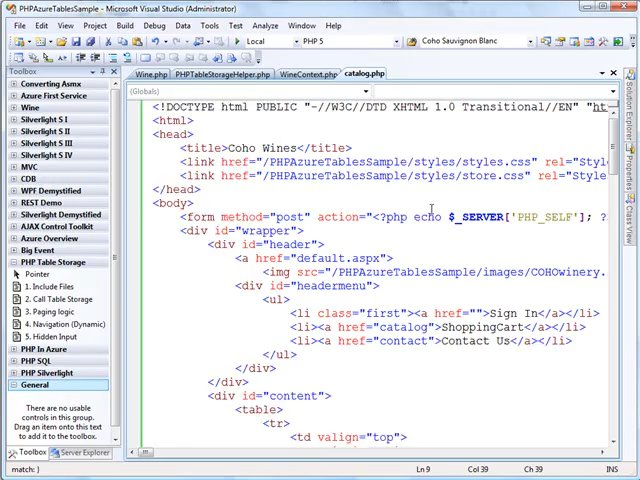 PHPAzureTablesSample - Microsoft Visual Studio (Administrator)
File Edit View Project Build Debug Data Tools Test Analyze Window Help
Local PHP 5 Coho Sauvignon Blanc
Toolbox
Converting Asmx
Azure First Service
Wine
Silverlight S I
Silverlight S II
Silverlight S III
Silverlight S IV
MVC
CDB
WPF Demystified
REST Demo
Silverlight Demystified
AJAX Control Toolkit
Azure Overview
Big Event
PHP Table Storage
Pointer
1. Include Files
2. Call Table Storage
3. Paging logic
4. Navigation (Dynamic)
5. Hidden Input
PHP In Azure
PHP SQL
PHP Silverlight
General
There are no usable
controls in this group.
Drag an item onto this text
to add it to the toolbox.
Toolbox Server Explorer
Wine.php PHPTableStorageHelper.php WineContext.php catalog.php
(Globals)
<!DOCTYPE html PUBLIC "-//W3C//DTD XHTML 1.0 Transitional//EN" "ht
<html>
<head>
<title>Coho Wines</title>
<link href="/PHPAzureTablesSample/styles/styles.css" rel="Style
<link href="/PHPAzureTablesSample/styles/store.css" rel="Styles
</head>
<body>
<form method="post" action="<?php echo $_SERVER['PHP_SELF']; ?>
<div id="wrapper">
<div id="header">
<a href="default.aspx">
<img src="/PHPAzureTablesSample/images/COHOwinery.
<div id="headermenu">
<ul>
<li class="first"><a href="">Sign In</a></li>
<li><a href="catalog">ShoppingCart</a></li>
<li><a href="contact">Contact Us</a></li>
</ul>
</div>
</div>
<div id="content">
<table>
<tr>
<td valign="top">
Solution Explorer
Properties
Class View
match: } Ln 9 Col 39 Ch 39 INS